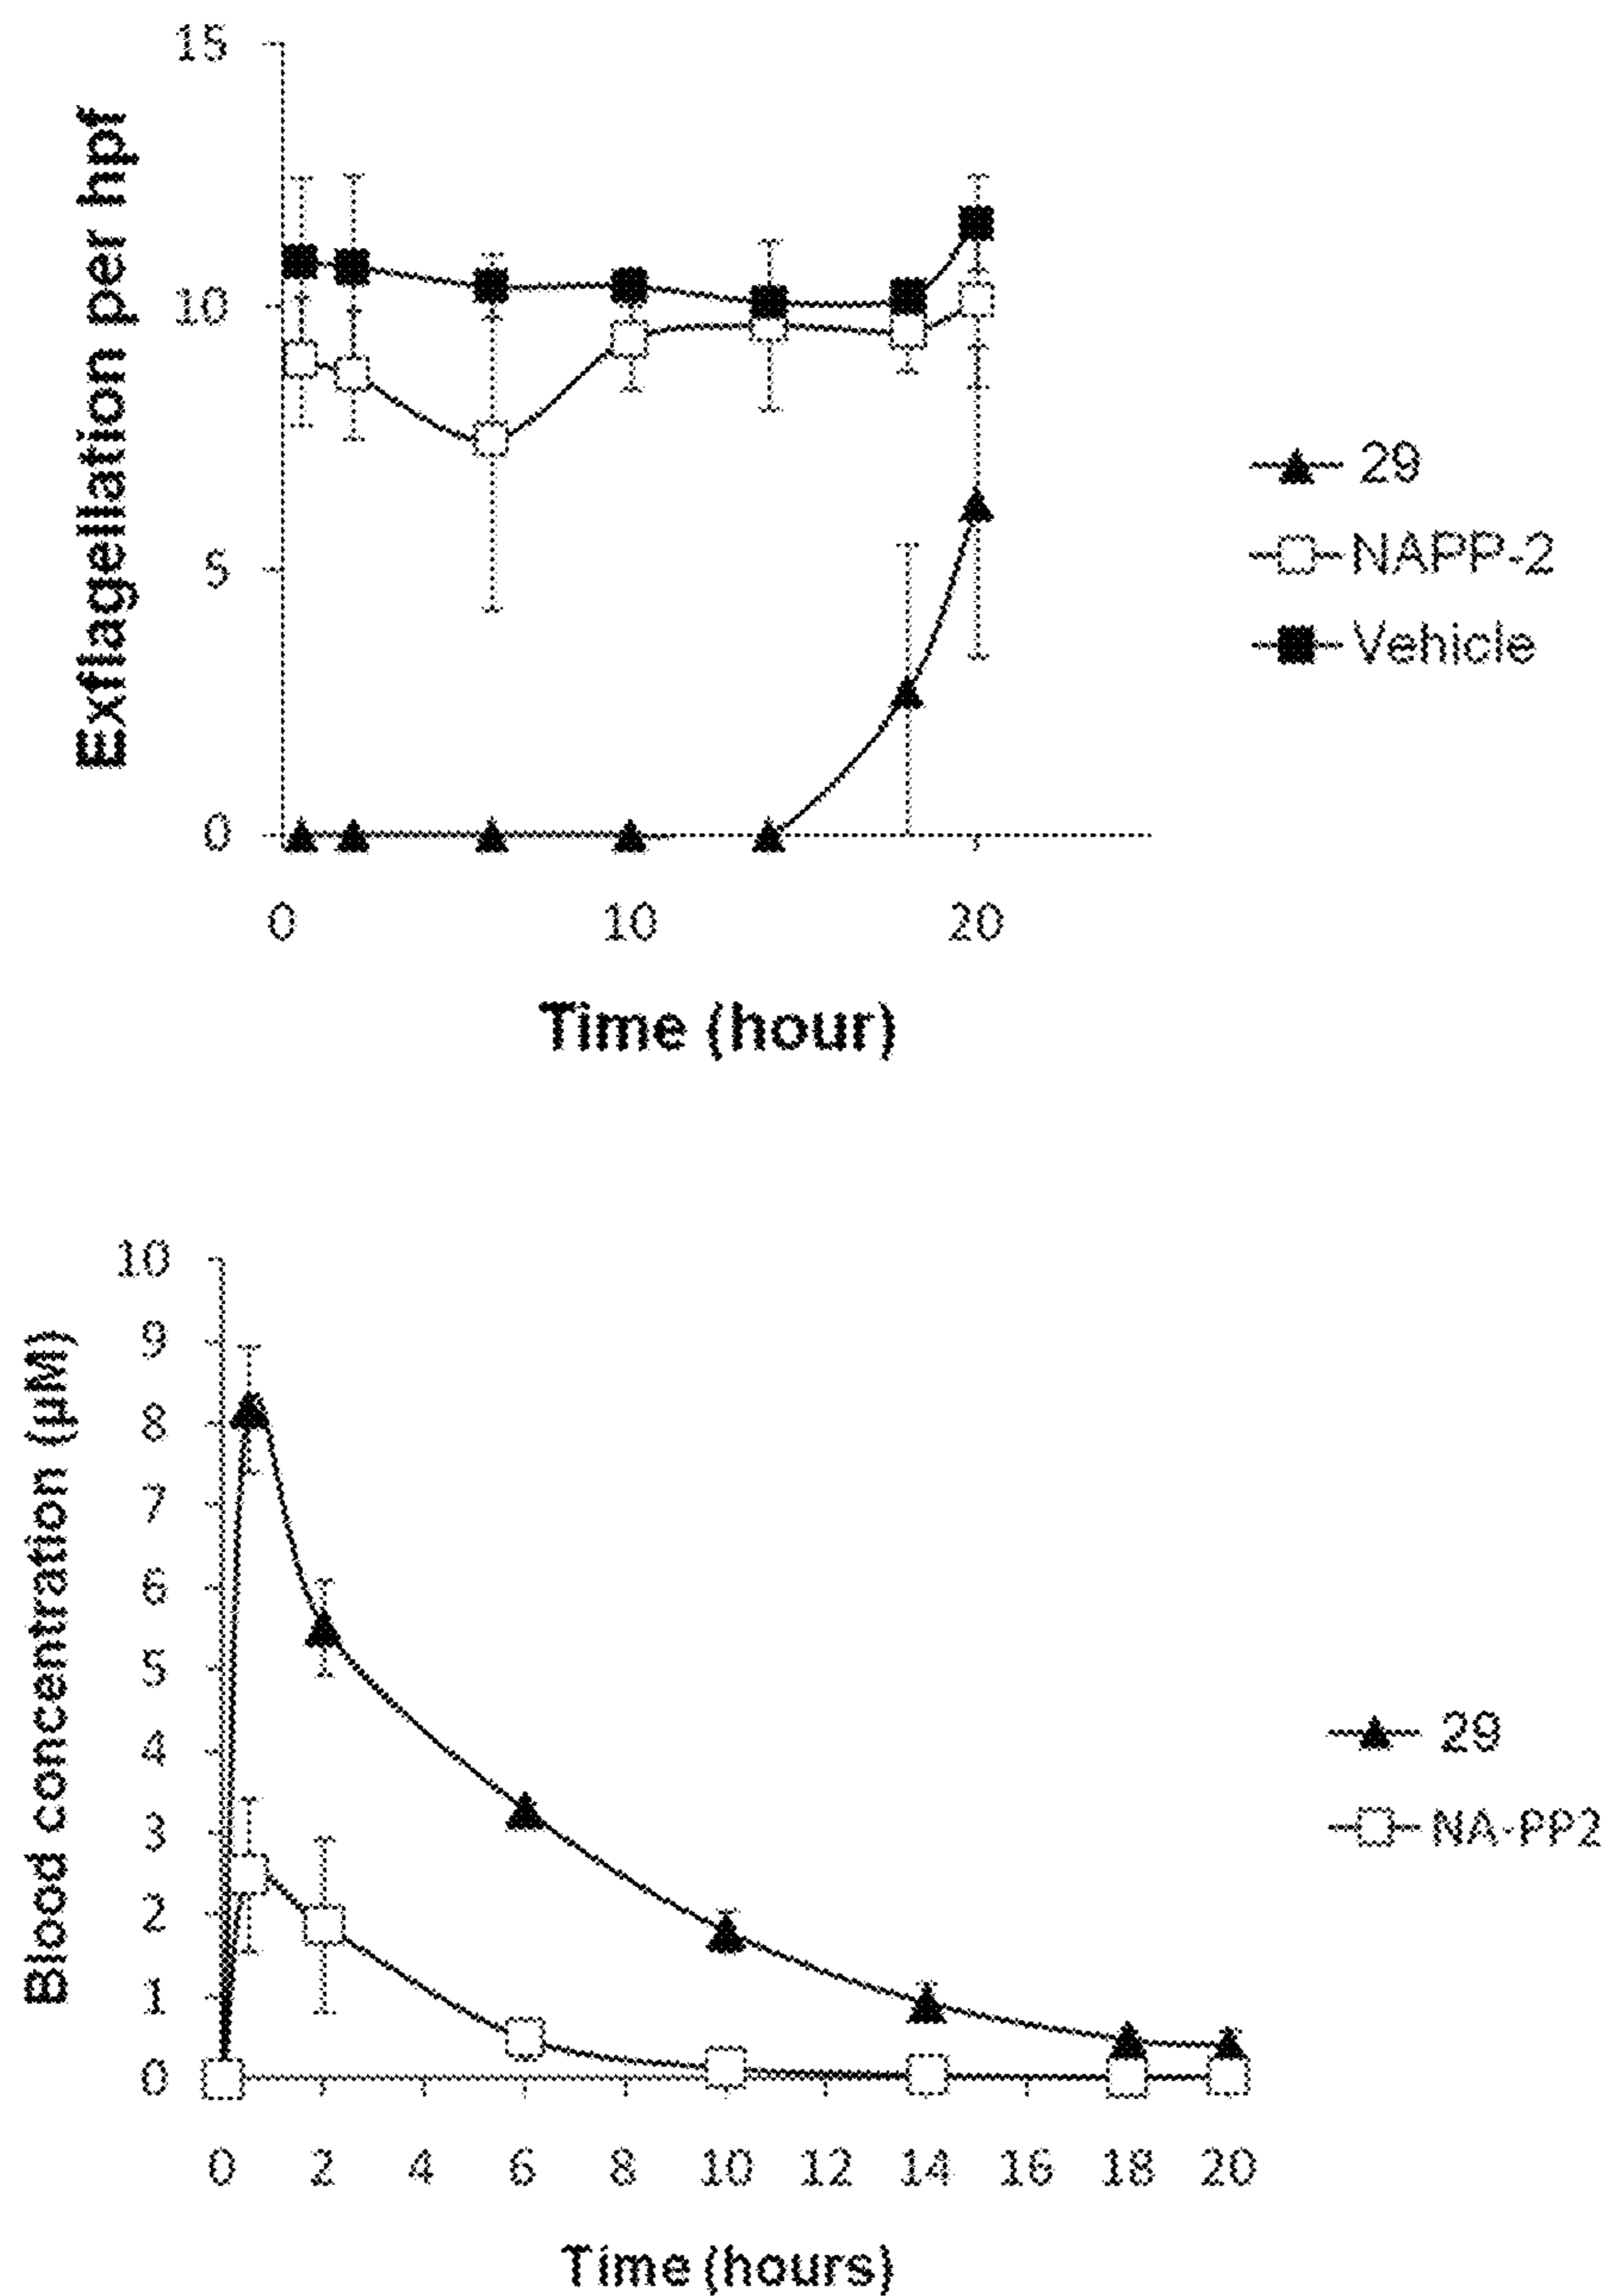 15
10
5
0
Exflagellation per hpf
0 10 20
Time (hour)
29
NAPP-2
Vehicle
10
9
8
7
6
5
4
3
2
1
0
Blood concentration (µM)
0 2 4 6 8 10 12 14 16 18 20
Time (hours)
29
NA-PP2